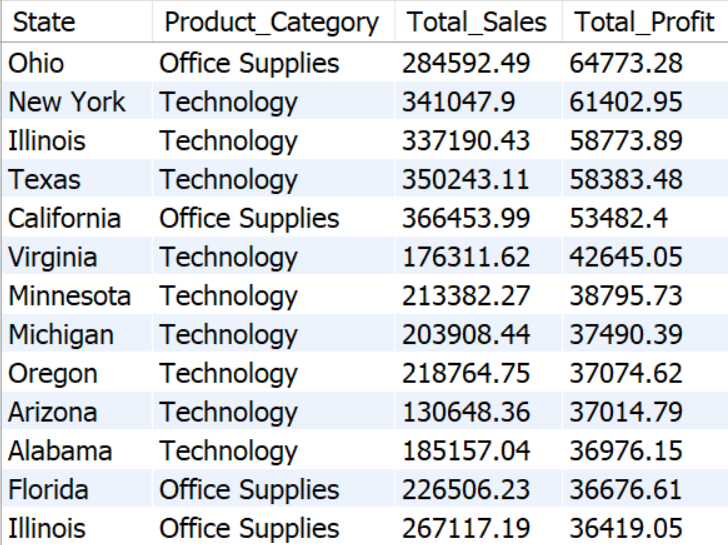 State Product_Category Total_Sales Total_Profit
Ohio Office Supplies 284592.49 64773.28
New York Technology 341047.9 61402.95
Illinois Technology 337190.43 58773.89
Texas Technology 350243.11 58383.48
California Office Supplies 366453.99 53482.4
Virginia Technology 176311.62 42645.05
Minnesota Technology 213382.27 38795.73
Michigan Technology 203908.44 37490.39
Oregon Technology 218764.75 37074.62
Arizona Technology 130648.36 37014.79
Alabama Technology 185157.04 36976.15
Florida Office Supplies 226506.23 36676.61
Illinois Office Supplies 267117.19 36419.05